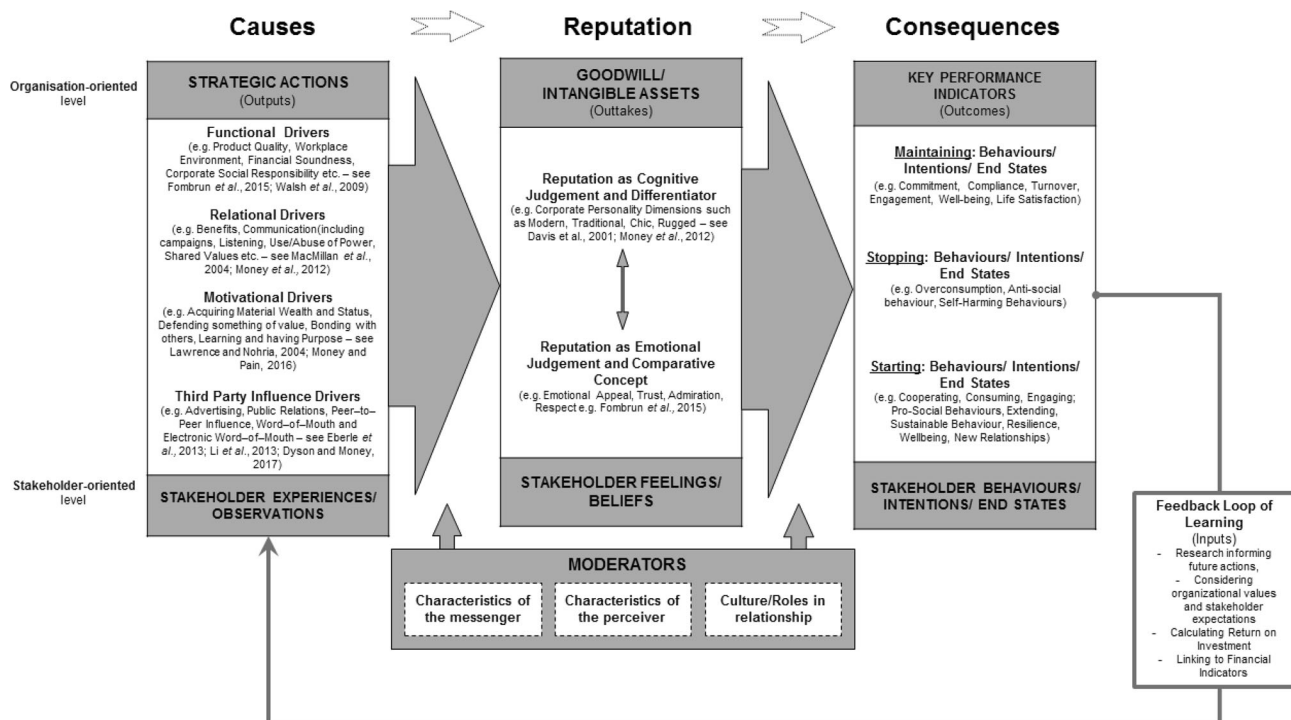 Causes
Reputation
Consequences
Organisation-oriented
level
STRATEGIC ACTIONS
(Outputs)
Functional Drivers
(e.g. Product Quality, Workplace
Environment, Financial Soundness,
Corporate Social Responsibility etc. – see
Fombrun et al., 2015; Walsh et al., 2009)
Relational Drivers
(e.g. Benefits, Communication(including
campaigns, Listening, Use/Abuse of Power,
Shared Values etc. – see MacMillan et al.,
2004; Money et al., 2012)
Motivational Drivers
(e.g. Acquiring Material Wealth and Status,
Defending something of value, Bonding with
others, Learning and having Purpose – see
Lawrence and Nohria, 2004; Money and
Pain, 2016)
Third Party Influence Drivers
(e.g. Advertising, Public Relations, Peer–to–
Peer Influence, Word–of–Mouth and
Electronic Word–of–Mouth – see Eberle et
al., 2013; Li et al., 2013; Dyson and Money,
2017)
Stakeholder-oriented
level
STAKEHOLDER EXPERIENCES/
OBSERVATIONS
GOODWILL/
INTANGIBLE ASSETS
(Outtakes)
Reputation as Cognitive
Judgement and Differentiator
(e.g. Corporate Personality Dimensions such
as Modern, Traditional, Chic, Rugged – see
Davis et al., 2001; Money et al., 2012)
Reputation as Emotional
Judgement and Comparative
Concept
(e.g. Emotional Appeal, Trust, Admiration,
Respect e.g. Fombrun et al., 2015)
STAKEHOLDER FEELINGS/
BELIEFS
KEY PERFORMANCE
INDICATORS
(Outcomes)
Maintaining: Behaviours/
Intentions/ End States
(e.g. Commitment, Compliance, Turnover,
Engagement, Well-being, Life Satisfaction)
Stopping: Behaviours/ Intentions/
End States
(e.g. Overconsumption, Anti-social
behaviour, Self-Harming Behaviours)
Starting: Behaviours/ Intentions/
End States
(e.g. Cooperating, Consuming, Engaging;
Pro-Social Behaviours, Extending,
Sustainable Behaviour, Resilience,
Wellbeing, New Relationships)
STAKEHOLDER BEHAVIOURS/
INTENTIONS/ END STATES
MODERATORS
Characteristics of
the messenger
Characteristics of
the perceiver
Culture/Roles in
relationship
Feedback Loop of
Learning
(Inputs)
- Research informing
future actions,
- Considering
organizational values
and stakeholder
expectations
- Calculating Return on
Investment
- Linking to Financial
Indicators